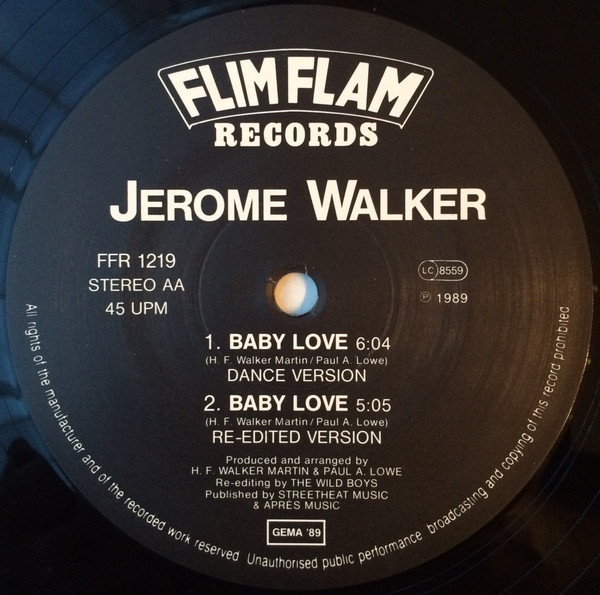 FLIM FLAM
RECORDS
JEROME WALKER
FFR 1219
STEREO AA
45 UPM
LC 8559
℗ 1989
1. BABY LOVE 6:04
(H. F. Walker Martin/Paul A. Lowe)
DANCE VERSION
2. BABY LOVE 5:05
(H. F. Walker Martin/Paul A. Lowe)
RE-EDITED VERSION
Produced and arranged by
H. F. WALKER MARTIN & PAUL A. LOWE
Re-editing by THE WILD BOYS
Published by STREETHEAT MUSIC
& APRES MUSIC
GEMA '89
All rights of the manufacturer and of the recorded work reserved Unauthorised public performance broadcasting and copying of this record prohibited